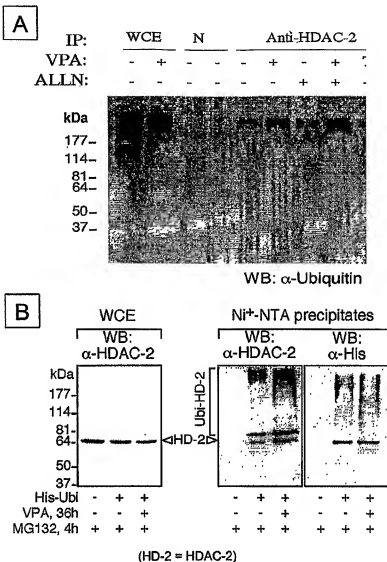 A
IP: WCE N Anti-HDAC-2
VPA: - + - - - + - + T
ALLN: - - - - - - + +
kDa
177-
114-
81-
64-
50-
37-
WB: α-Ubiquitin
B
WCE Ni+-NTA precipitates
WB: WB: WB:
α-HDAC-2 α-HDAC-2 α-His
kDa
177-
114-
81-
64-
50-
37-
Ubi-HD-2
HD-2
His-Ubi - + + - + + - + +
VPA, 36h - - + - - + - - +
MG132, 4h + + + + + + + + +
(HD-2 = HDAC-2)